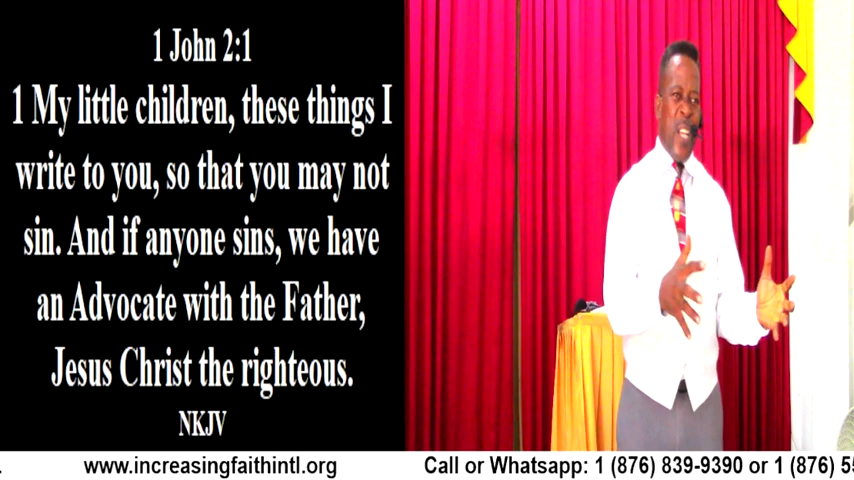 1 John 2:1
1 My little children, these things I
write to you, so that you may not
sin. And if anyone sins, we have
an Advocate with the Father,
Jesus Christ the righteous.
NKJV
. www.increasingfaithintl.org Call or Whatsapp: 1 (876) 839-9390 or 1 (876) 55